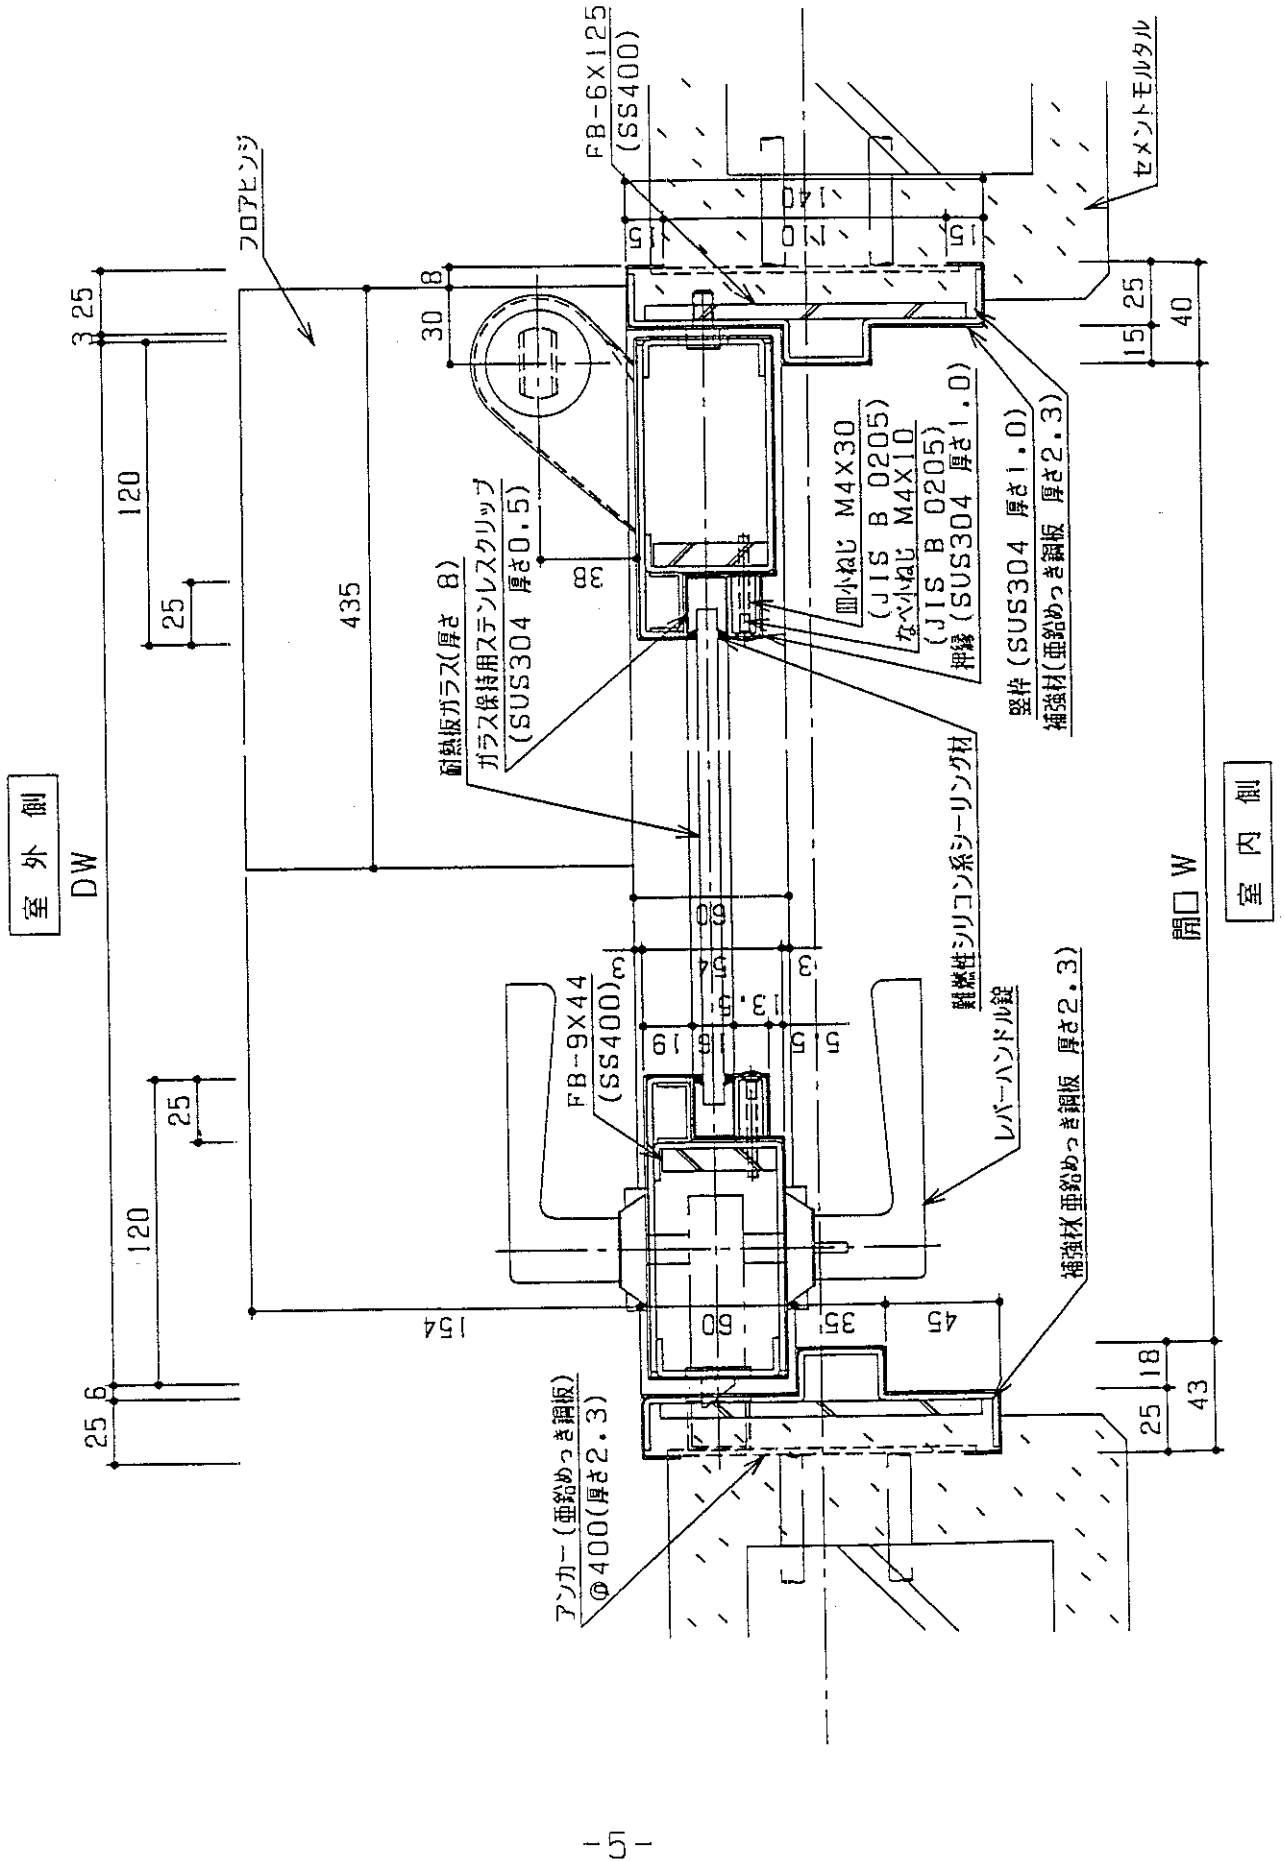 室外側
DW
25
6
120
25
120
25
3
25
フロアヒンジ
435
154
30
8
38
耐熱板ガラス(厚さ 8)
ガラス保持用ステンレスクリップ
(SUS304 厚さ0.5)
FB-6X125
(SS400)
アンカー(亜鉛めっき鋼板)
@400(厚さ2.3)
FB-9X44
(SS400)
3
54
3
60
19
16
13.5
5.5
60
35
45
15
110
15
140
皿小ねじ M4X30
(JIS B 0205)
なべ小ねじ M4X10
(JIS B 0205)
押縁(SUS304 厚さ1.0)
難燃性シリコン系シーリング材
レバーハンドル錠
竪枠(SUS304 厚さ1.0)
補強材(亜鉛めっき鋼板 厚さ2.3)
補強材(亜鉛めっき鋼板 厚さ2.3)
セメントモルタル
25
18
43
15
25
40
開口W
室内側
-5-